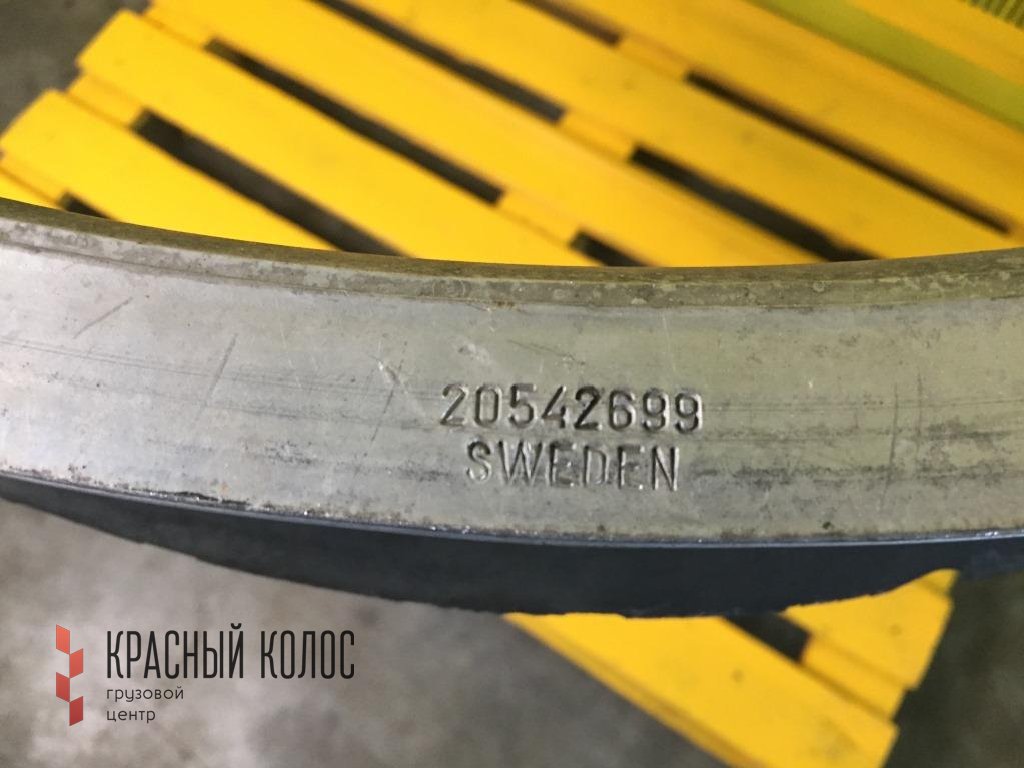 20542699
SWEDEN
КРАСНЫЙ КОЛОС
грузовой
центр